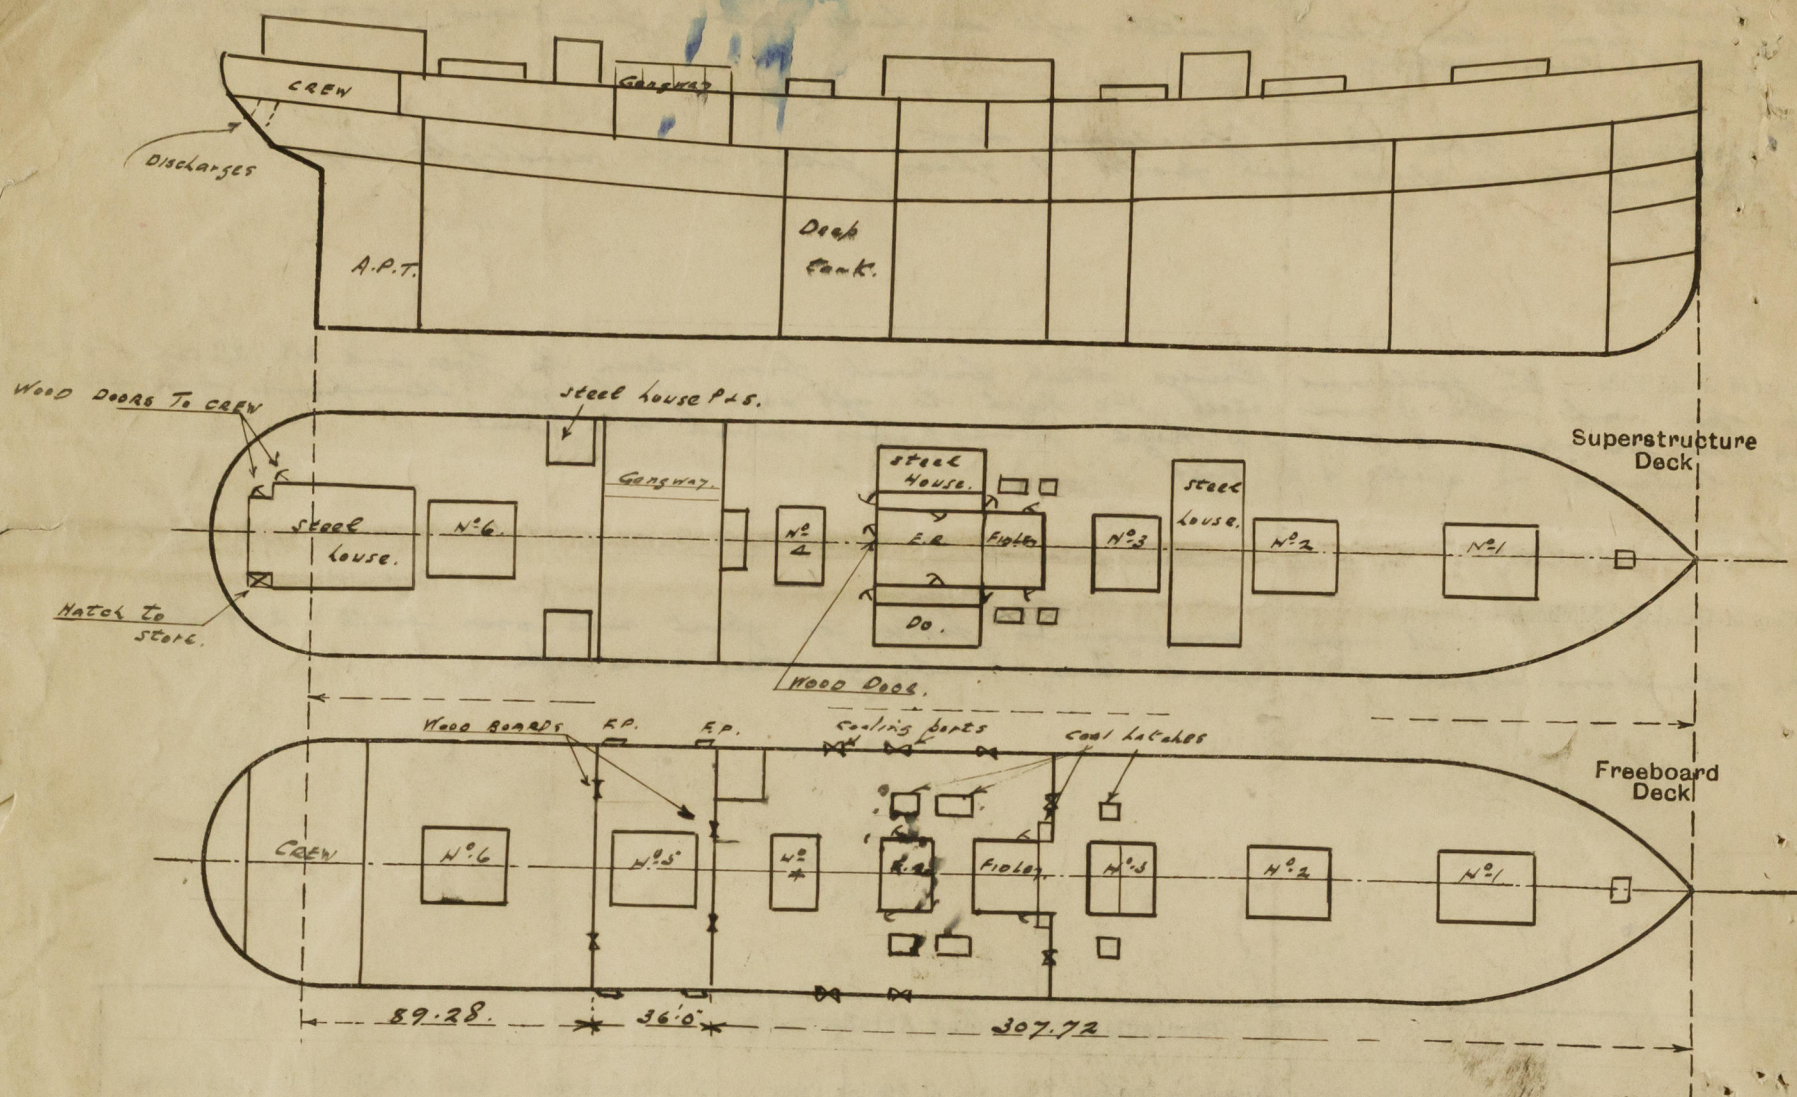 CREW
Gangway
Discharges
Deep
tank.
A.P.T.
WOOD DOORS TO CREW
steel house P & S.
Superstructure
Deck
steel
House.
Gangway.
steel
house.
steel
house.
Nº 6.
Nº
4
E.R.
Fidley
Nº 3
Nº 2
Nº 1
Hatch to
store.
Do.
WOOD DOOR.
WOOD BOARDS
F.P.
F.P.
Coaling ports
Coal hatches
Freeboard
Deck
CREW
Nº 6
Nº 5
Nº
4
E.R.
Fidley.
Nº 3
Nº 2
Nº 1
89.28.
36'.0"
307.72